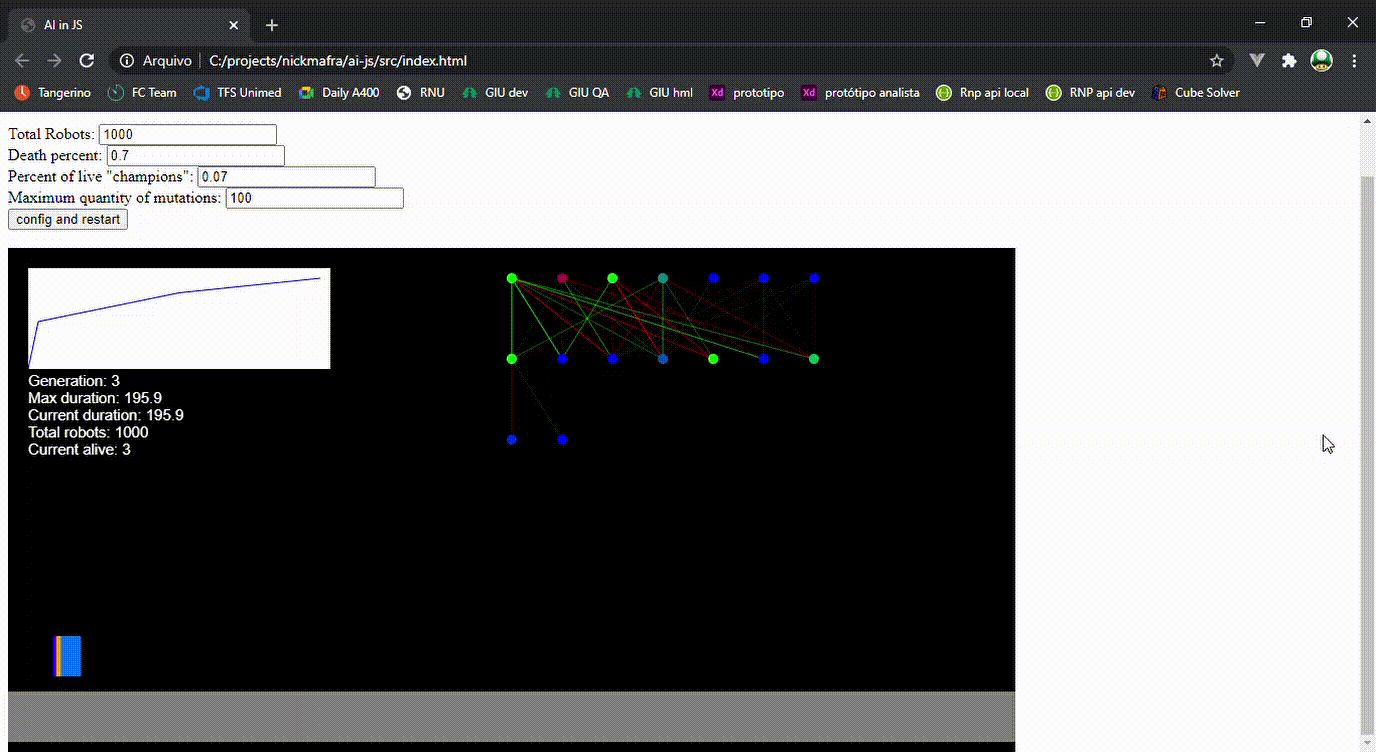 AI in JS
Arquivo C:/projects/nickmafra/ai-js/src/index.html
Tangerino FC Team TFS Unimed Daily A400 RNU GIU dev GIU QA GIU hml Xd prototipo Xd protótipo analista Rnp api local RNP api dev Cube Solver
Total Robots: 1000
Death percent: 0.7
Percent of live "champions": 0.07
Maximum quantity of mutations: 100
config and restart
Generation: 3
Max duration: 195.9
Current duration: 195.9
Total robots: 1000
Current alive: 3